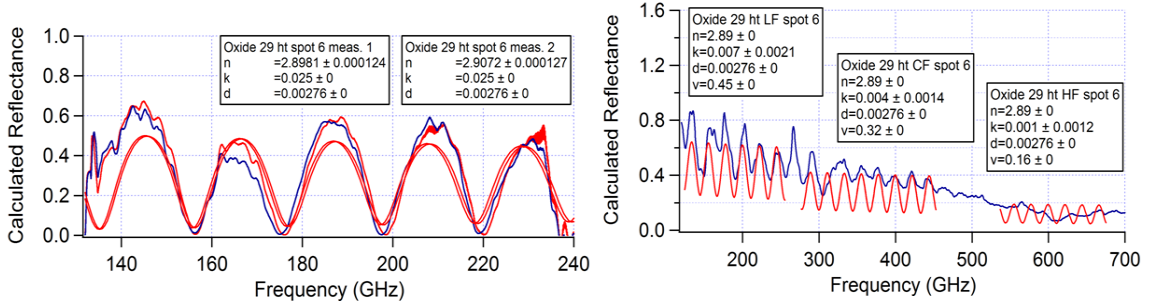 Calculated Reflectance
1.0
0.8
0.6
0.4
0.2
0.0
Oxide 29 ht spot 6 meas. 1
n =2.8981 ± 0.000124
k =0.025 ± 0
d =0.00276 ± 0
Oxide 29 ht spot 6 meas. 2
n =2.9072 ± 0.000127
k =0.025 ± 0
d =0.00276 ± 0
140 160 180 200 220 240
Frequency (GHz)
Calculated Reflectance
1.6
1.2
0.8
0.4
0.0
Oxide 29 ht LF spot 6
n=2.89 ± 0
k=0.007 ± 0.0021
d=0.00276 ± 0
v=0.45 ± 0
Oxide 29 ht CF spot 6
n=2.89 ± 0
k=0.004 ± 0.0014
d=0.00276 ± 0
v=0.32 ± 0
Oxide 29 ht HF spot 6
n=2.89 ± 0
k=0.001 ± 0.0012
d=0.00276 ± 0
v=0.16 ± 0
200 300 400 500 600 700
Frequency (GHz)